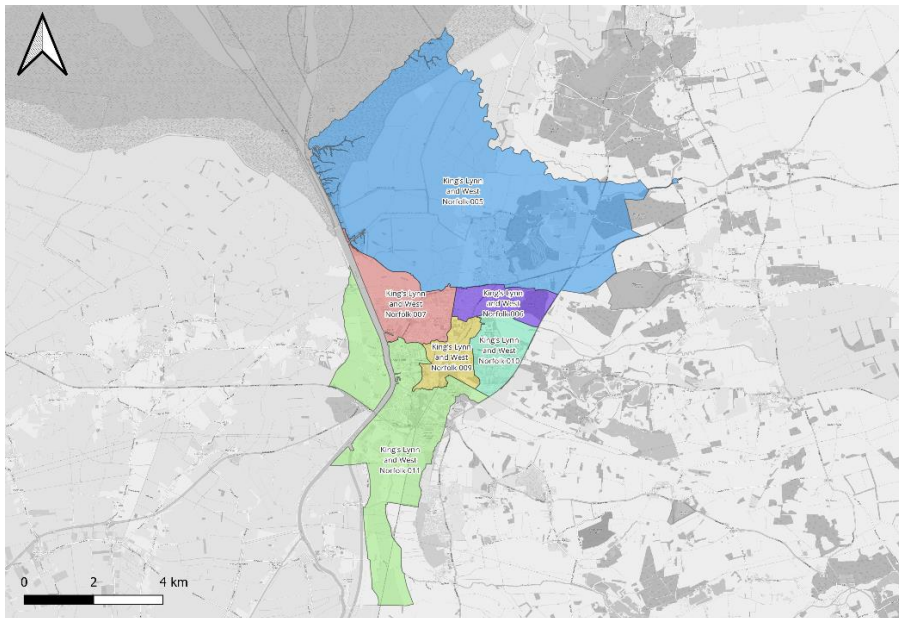 King's Lynn
and West
Norfolk 005
King's Lynn
and West
Norfolk 007
King's Lynn
and West
Norfolk 006
King's Lynn
and West
Norfolk 009
King's Lynn
and West
Norfolk 010
King's Lynn
and West
Norfolk 011
0 2 4 km